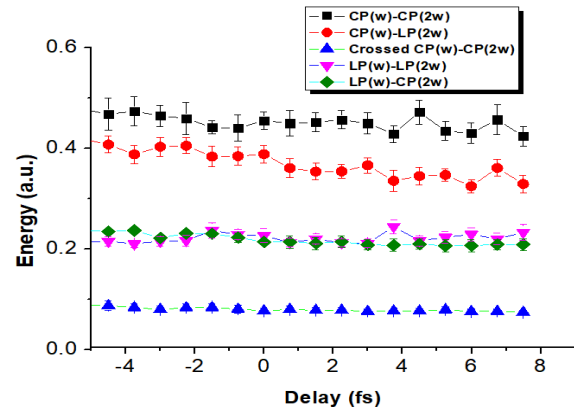 CP(w)-CP(2w)
CP(w)-LP(2w)
Crossed CP(w)-CP(2w)
LP(w)-LP(2w)
LP(w)-CP(2w)
0.6
0.4
0.2
0.0
Energy (a.u.)
-4 -2 0 2 4 6 8
Delay (fs)